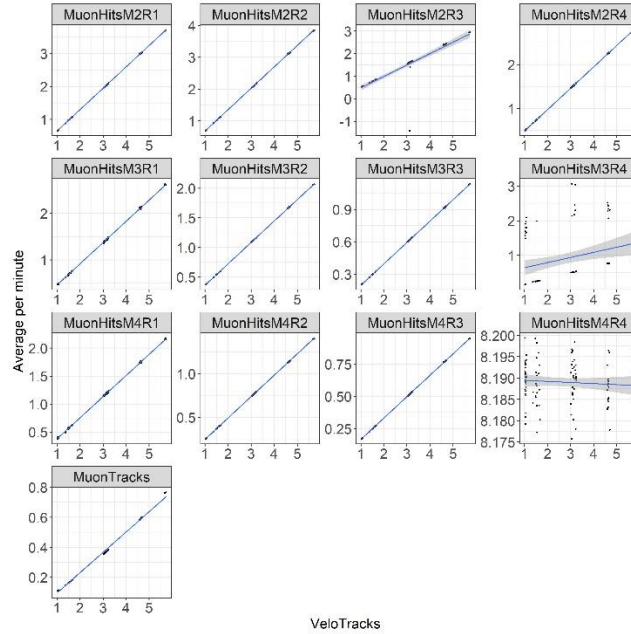 MuonHitsM2R1 MuonHitsM2R2 MuonHitsM2R3 MuonHitsM2R4
3 4 3 2
2 3 2 1
1 2 1
1 0
-1
1 2 3 4 5 1 2 3 4 5 1 2 3 4 5 1 2 3 4 5
MuonHitsM3R1 MuonHitsM3R2 MuonHitsM3R3 MuonHitsM3R4
2 2.0 0.9 3
1 1.5 0.6 2
1.0 0.3 1
0.5
1 2 3 4 5 1 2 3 4 5 1 2 3 4 5 1 2 3 4 5
MuonHitsM4R1 MuonHitsM4R2 MuonHitsM4R3 MuonHitsM4R4
2.0 1.5 1.0 0.5
1.0 0.5
0.75 0.50 0.25
8.200 8.195 8.190 8.185 8.180 8.175
1 2 3 4 5 1 2 3 4 5 1 2 3 4 5 1 2 3 4 5
MuonTracks
0.8
0.6
0.4
0.2
1 2 3 4 5
Average per minute
VeloTracks